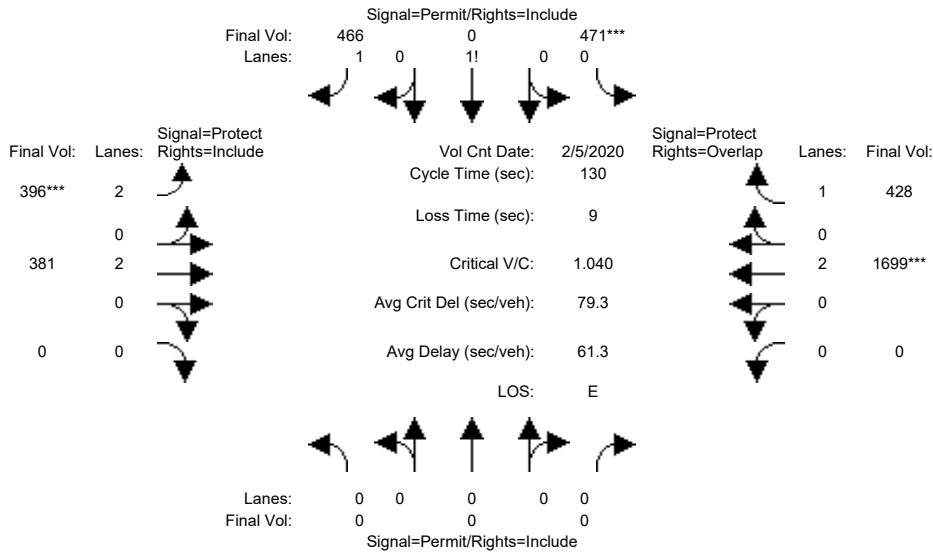 Signal=Permit/Rights=Include
Final Vol: 466 0 471***
Lanes: 1 0 1! 0 0
Signal=Protect
Final Vol: Lanes: Rights=Include
Vol Cnt Date: 2/5/2020
Signal=Protect
Rights=Overlap Lanes: Final Vol:
Cycle Time (sec): 130
396*** 2
1 428
Loss Time (sec): 9
0
0
381 2
Critical V/C: 1.040
2 1699***
0
Avg Crit Del (sec/veh): 79.3
0
0 0
Avg Delay (sec/veh): 61.3
0 0
LOS: E
Lanes: 0 0 0 0 0
Final Vol: 0 0 0
Signal=Permit/Rights=Include